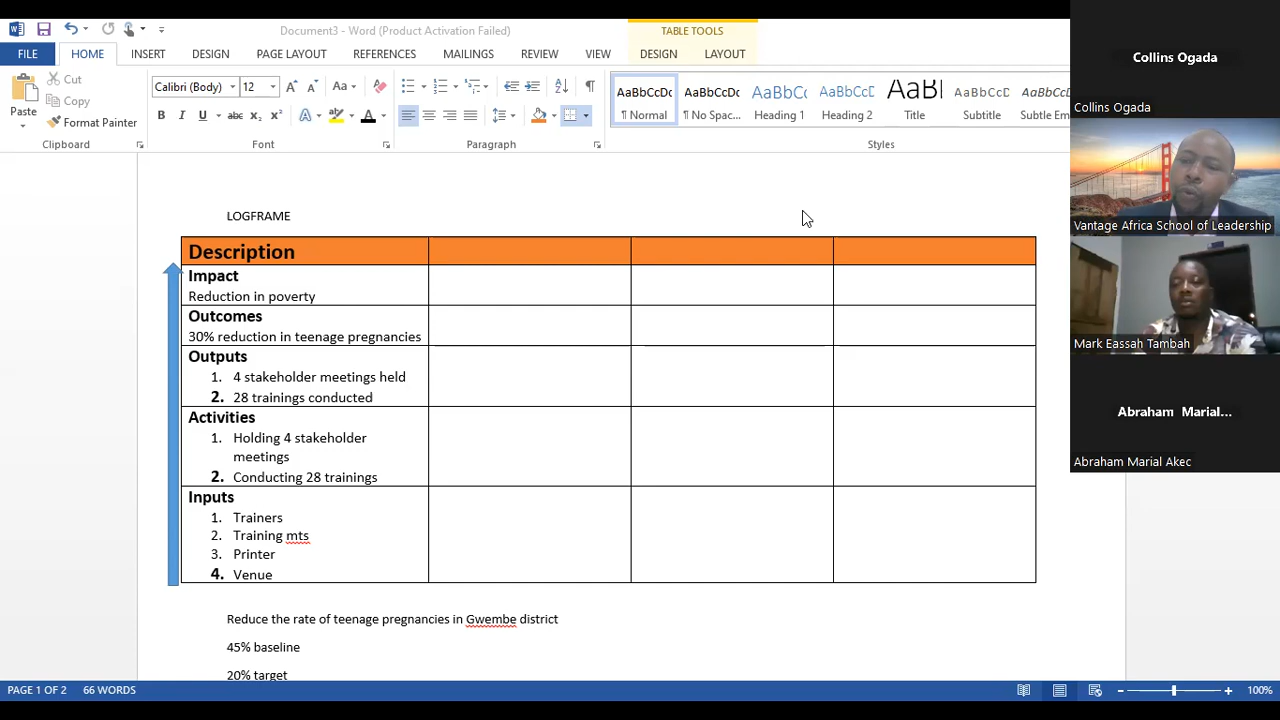 Document3 - Word (Product Activation Failed)
TABLE TOOLS
FILE HOME INSERT DESIGN PAGE LAYOUT REFERENCES MAILINGS REVIEW VIEW DESIGN LAYOUT
Cut
Copy
Format Painter
Paste
Clipboard
Calibri (Body) 12
Font
Paragraph
AaBbCcDc AaBbCcDc AaBbCc AaBbCcD AaBl AaBbCcD AaBbCcD
¶ Normal ¶ No Spac... Heading 1 Heading 2 Title Subtitle Subtle Em
Styles
Collins Ogada
Collins Ogada
Vantage Africa School of Leadership
Mark Eassah Tambah
Abraham Marial...
Abraham Marial Akec
LOGFRAME
Description
Impact
Reduction in poverty
Outcomes
30% reduction in teenage pregnancies
Outputs
1. 4 stakeholder meetings held
2. 28 trainings conducted
Activities
1. Holding 4 stakeholder
meetings
2. Conducting 28 trainings
Inputs
1. Trainers
2. Training mts
3. Printer
4. Venue
Reduce the rate of teenage pregnancies in Gwembe district
45% baseline
20% target
PAGE 1 OF 2 66 WORDS
100%